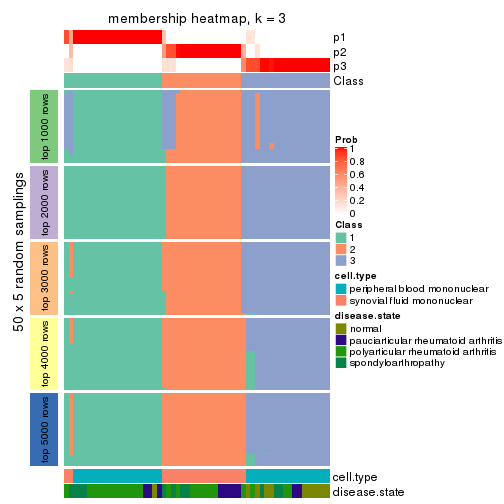 membership heatmap, k = 3
p1
p2
p3
Class
50 x 5 random samplings
top 1000 rows
top 2000 rows
top 3000 rows
top 4000 rows
top 5000 rows
cell.type
disease.state
Prob
1
0.8
0.6
0.4
0.2
0
Class
1
2
3
cell.type
peripheral blood mononuclear
synovial fluid mononuclear
disease.state
normal
pauciarticular rheumatoid arthritis
polyarticular rheumatoid arthritis
spondyloarthropathy